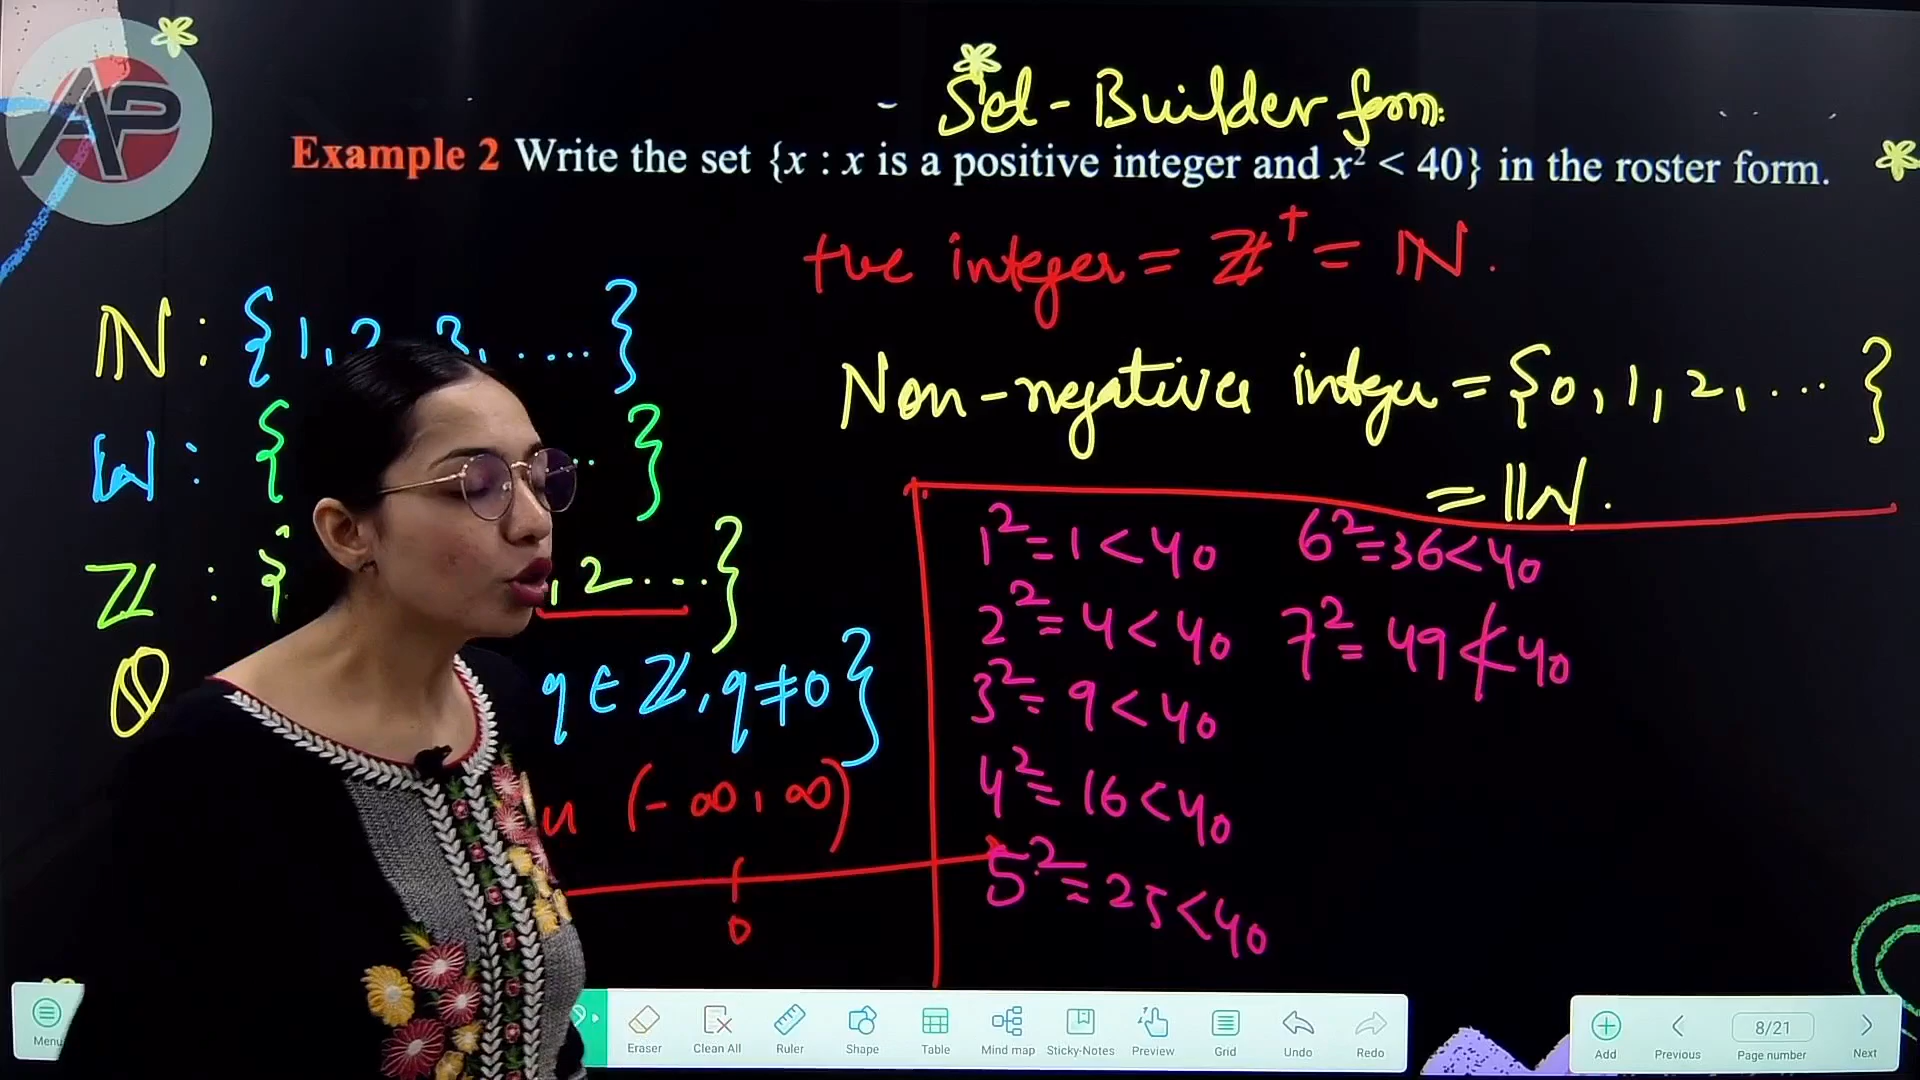 AP
Set-Builder form:
Example 2 Write the set {x : x is a positive integer and x² < 40} in the roster form.
+ve integer = ℤ⁺ = ℕ.
ℕ: {1, 2, 3, .....}
Non-negative integer = {0, 1, 2, ... }
= 𝕎.
𝕎: { .. }
ℤ : { , 2 ....}
ℚ q ∈ ℤ, q ≠ 0}
(-∞, ∞)
0
1² = 1 < 40
2² = 4 < 40
3² = 9 < 40
4² = 16 < 40
5² = 25 < 40
6² = 36 < 40
7² = 49 ≮ 40
Menu
Eraser
Clean All
Ruler
Shape
Table
Mind map
Sticky-Notes
Preview
Grid
Undo
Redo
Add
Previous
8/21
Page number
Next